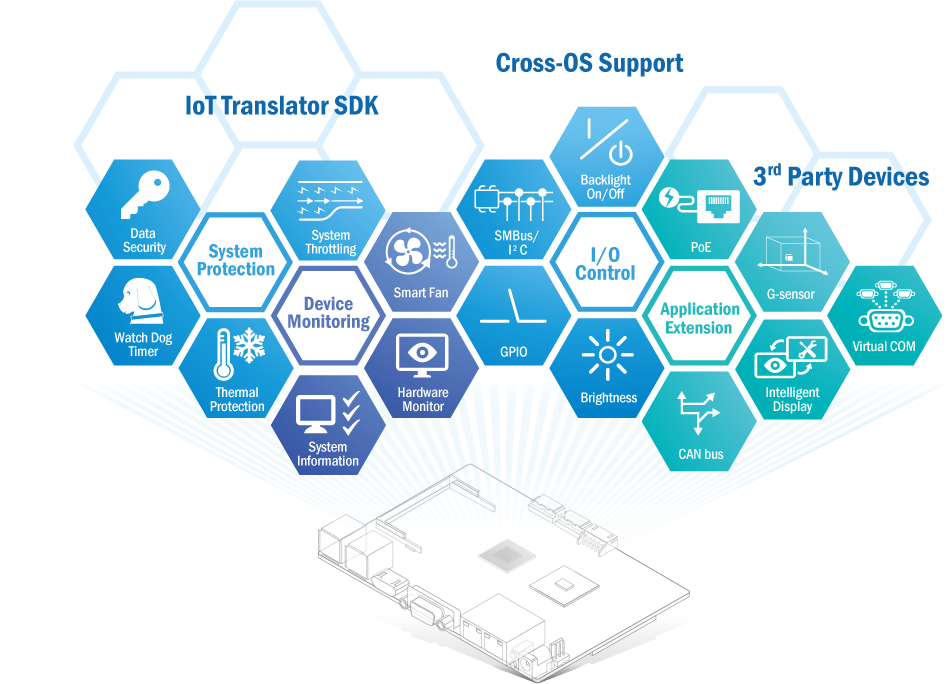 Cross-OS Support
IoT Translator SDK
3rd Party Devices
Data
Security
System
Protection
System
Throttling
Watch Dog
Timer
Thermal
Protection
Device
Monitoring
Smart Fan
Hardware
Monitor
System
Information
SMBus/
I²C
Backlight
On/Off
I/O
Control
GPIO
Brightness
PoE
G-sensor
Application
Extension
Virtual COM
Intelligent
Display
CAN bus